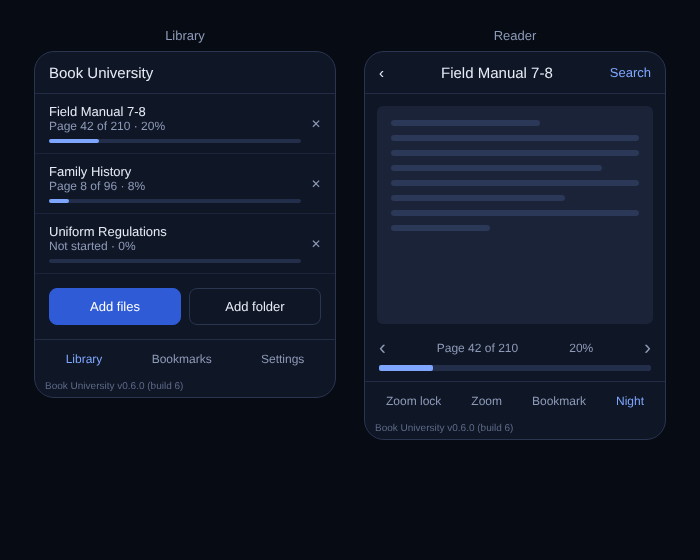 Library
Book University
Field Manual 7-8
Page 42 of 210 · 20%
×
Family History
Page 8 of 96 · 8%
×
Uniform Regulations
Not started · 0%
×
Add files
Add folder
Library
Bookmarks
Settings
Book University v0.6.0 (build 6)
Reader
‹
Field Manual 7-8
Search
‹
Page 42 of 210
20%
›
Zoom lock
Zoom
Bookmark
Night
Book University v0.6.0 (build 6)